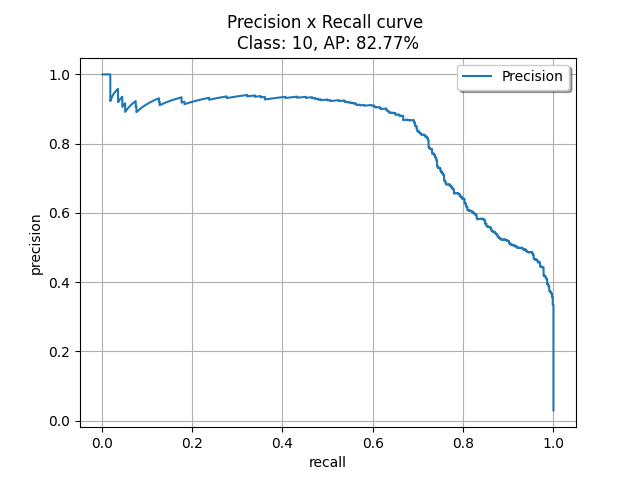 Precision x Recall curve
Class: 10, AP: 82.77%
Precision
precision
1.0
0.8
0.6
0.4
0.2
0.0
0.0 0.2 0.4 0.6 0.8 1.0
recall